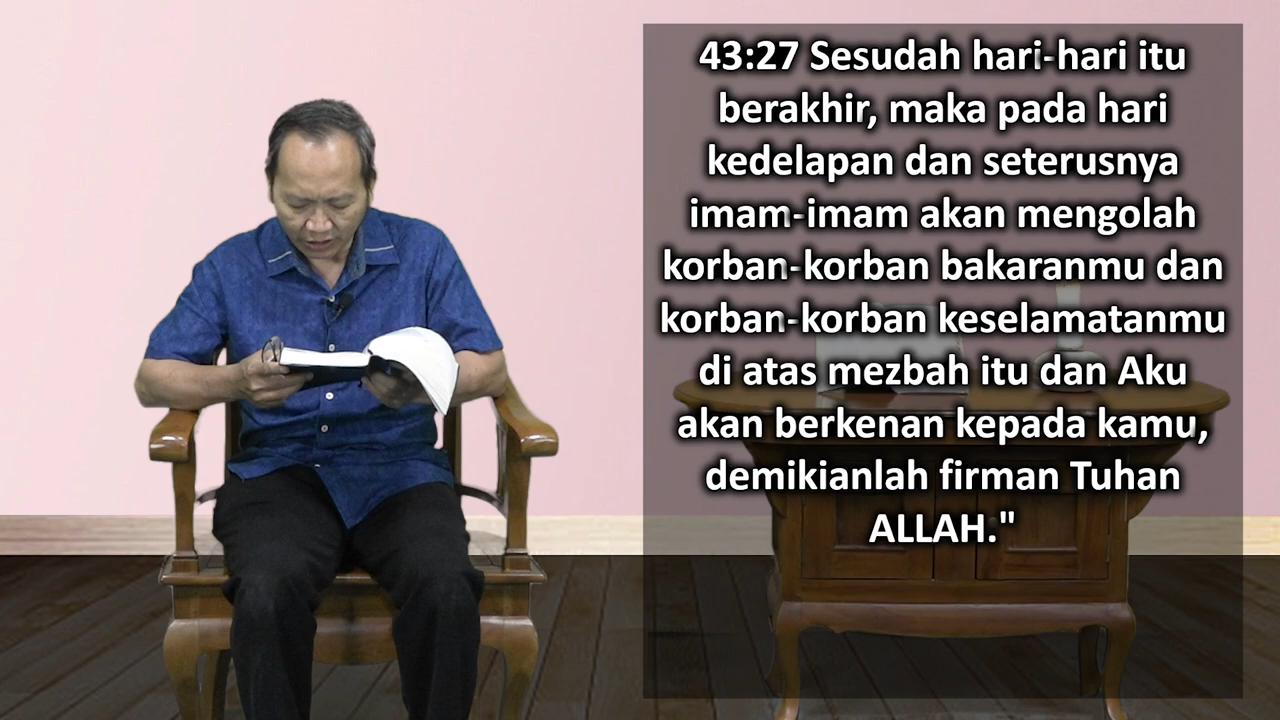 43:27 Sesudah hari-hari itu
berakhir, maka pada hari
kedelapan dan seterusnya
imam-imam akan mengolah
korban-korban bakaranmu dan
korban-korban keselamatanmu
di atas mezbah itu dan Aku
akan berkenan kepada kamu,
demikianlah firman Tuhan
ALLAH."